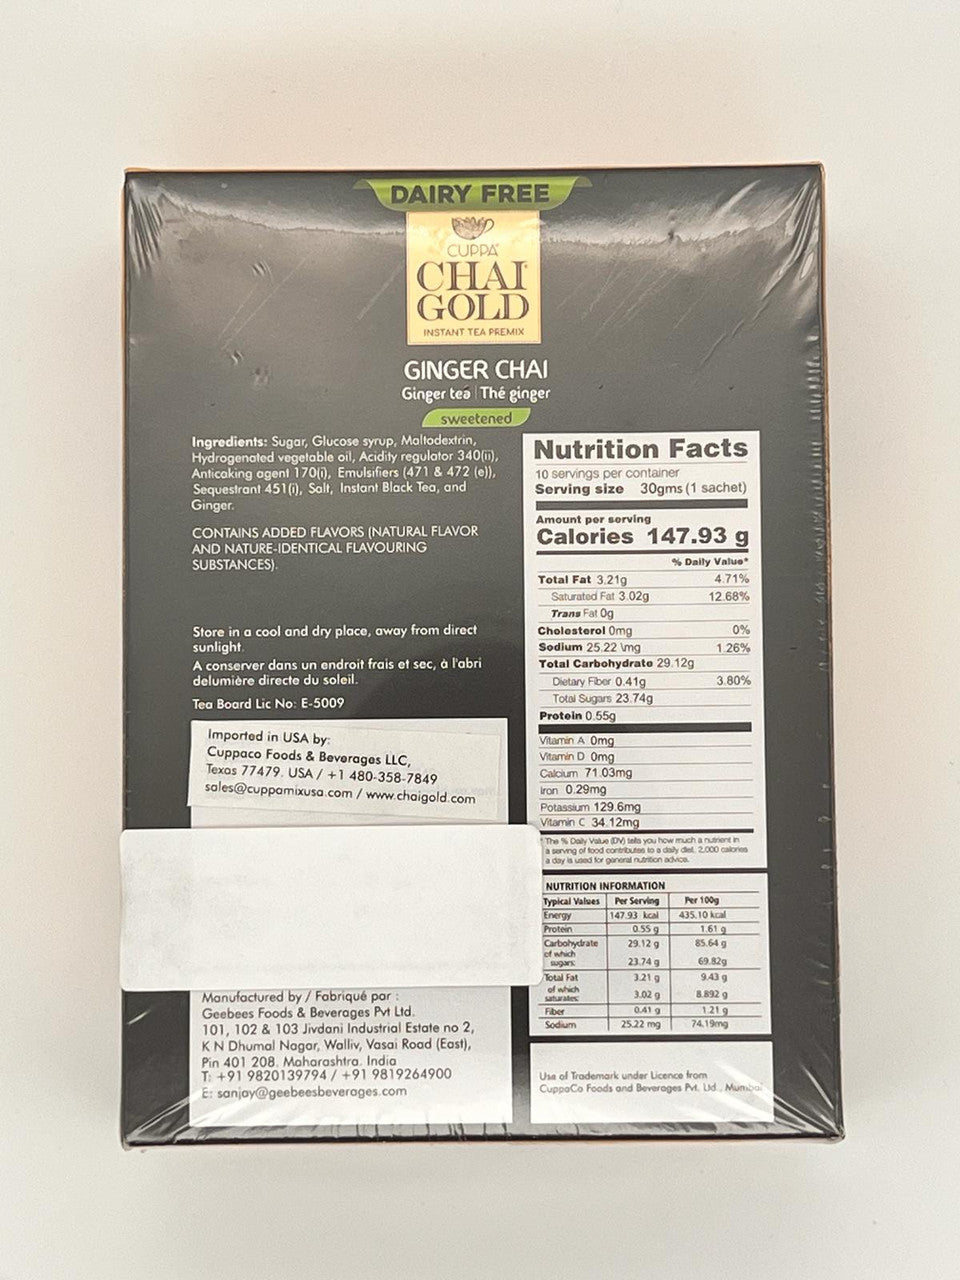 DAIRY FREE
CUPPA
CHAI
GOLD
INSTANT TEA PREMIX
GINGER CHAI
Ginger tea | Thé ginger
sweetened
Ingredients: Sugar, Glucose syrup, Maltodextrin,
Hydrogenated vegetable oil, Acidity regulator 340(ii),
Anticaking agent 170(i), Emulsifiers (471 & 472 (e)),
Sequestrant 451(i), Salt, Instant Black Tea, and
Ginger.
CONTAINS ADDED FLAVORS (NATURAL FLAVOR
AND NATURE-IDENTICAL FLAVOURING
SUBSTANCES).
Store in a cool and dry place, away from direct
sunlight.
A conserver dans un endroit frais et sec, à l'abri
delumière directe du soleil.
Tea Board Lic No: E-5009
Imported in USA by:
Cuppaco Foods & Beverages LLC,
Texas 77479. USA / +1 480-358-7849
sales@cuppamixusa.com / www.chaigold.com
Manufactured by / Fabriqué par :
Geebees Foods & Beverages Pvt Ltd.
101, 102 & 103 Jivdani Industrial Estate no 2,
K N Dhumal Nagar, Walliv, Vasai Road (East),
Pin 401 208. Maharashtra. India
T: +91 9820139794 / +91 9819264900
E: sanjay@geebeesbeverages.com
Nutrition Facts
10 servings per container
Serving size 30gms (1 sachet)
Amount per serving
Calories 147.93 g
% Daily Value*
Total Fat 3.21g 4.71%
Saturated Fat 3.02g 12.68%
Trans Fat 0g
Cholesterol 0mg 0%
Sodium 25.22 \mg 1.26%
Total Carbohydrate 29.12g
Dietary Fiber 0.41g 3.80%
Total Sugars 23.74g
Protein 0.55g
Vitamin A 0mg
Vitamin D 0mg
Calcium 71.03mg
Iron 0.29mg
Potassium 129.6mg
Vitamin C 34.12mg
* The % Daily Value (DV) tells you how much a nutrient in
a serving of food contributes to a daily diet. 2,000 calories
a day is used for general nutrition advice.
NUTRITION INFORMATION
Typical Values Per Serving Per 100g
Energy 147.93 kcal 435.10 kcal
Protein 0.55 g 1.61 g
Carbohydrate 29.12 g 85.64 g
of which
sugars: 23.74 g 69.82g
Total Fat 3.21 g 9.43 g
of which
saturates: 3.02 g 8.892 g
Fiber 0.41 g 1.21 g
Sodium 25.22 mg 74.19mg
Use of Trademark under Licence from
CuppaCo Foods and Beverages Pvt. Ltd., Mumbai